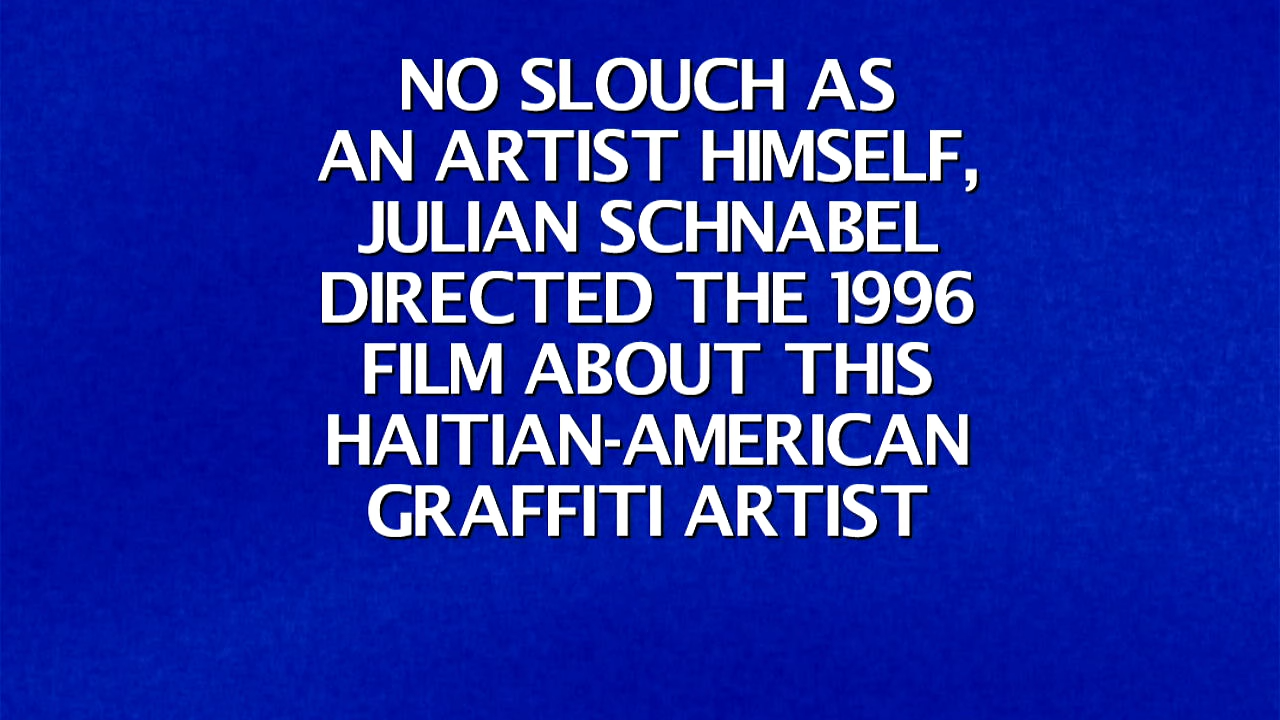 NO SLOUCH AS
AN ARTIST HIMSELF,
JULIAN SCHNABEL
DIRECTED THE 1996
FILM ABOUT THIS
HAITIAN-AMERICAN
GRAFFITI ARTIST